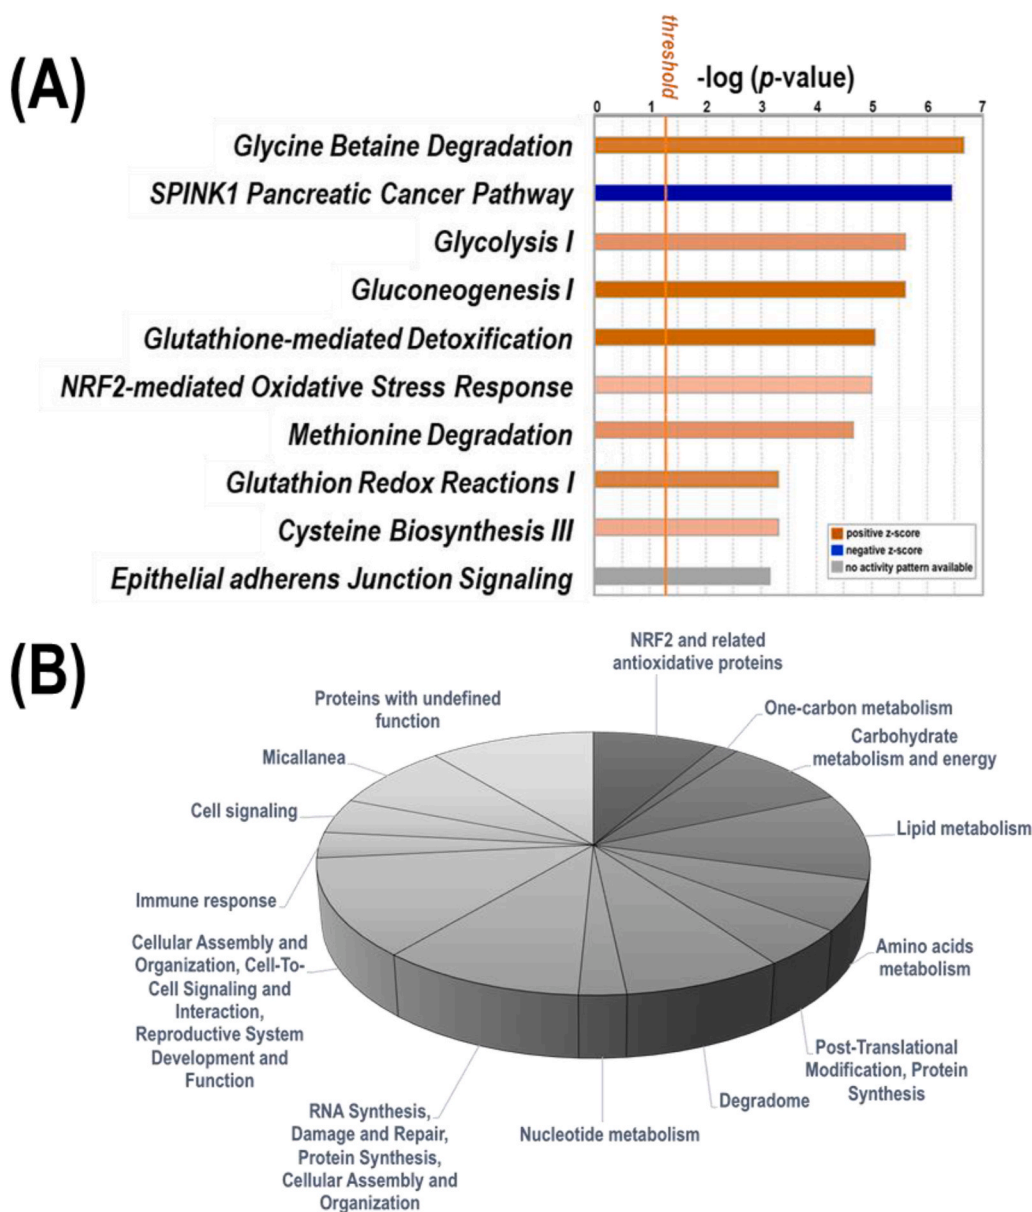 (A)
threshold
-log (p-value)
0 1 2 3 4 5 6 7
Glycine Betaine Degradation
SPINK1 Pancreatic Cancer Pathway
Glycolysis I
Gluconeogenesis I
Glutathione-mediated Detoxification
NRF2-mediated Oxidative Stress Response
Methionine Degradation
Glutathion Redox Reactions I
Cysteine Biosynthesis III
Epithelial adherens Junction Signaling
positive z-score
negative z-score
no activity pattern available
(B)
NRF2 and related
antioxidative proteins
One-carbon metabolism
Carbohydrate
metabolism and energy
Lipid metabolism
Amino acids
metabolism
Post-Translational
Modification, Protein
Synthesis
Degradome
Nucleotide metabolism
RNA Synthesis,
Damage and Repair,
Protein Synthesis,
Cellular Assembly and
Organization
Cellular Assembly and
Organization, Cell-To-
Cell Signaling and
Interaction,
Reproductive System
Development and
Function
Immune response
Cell signaling
Micallanea
Proteins with undefined
function